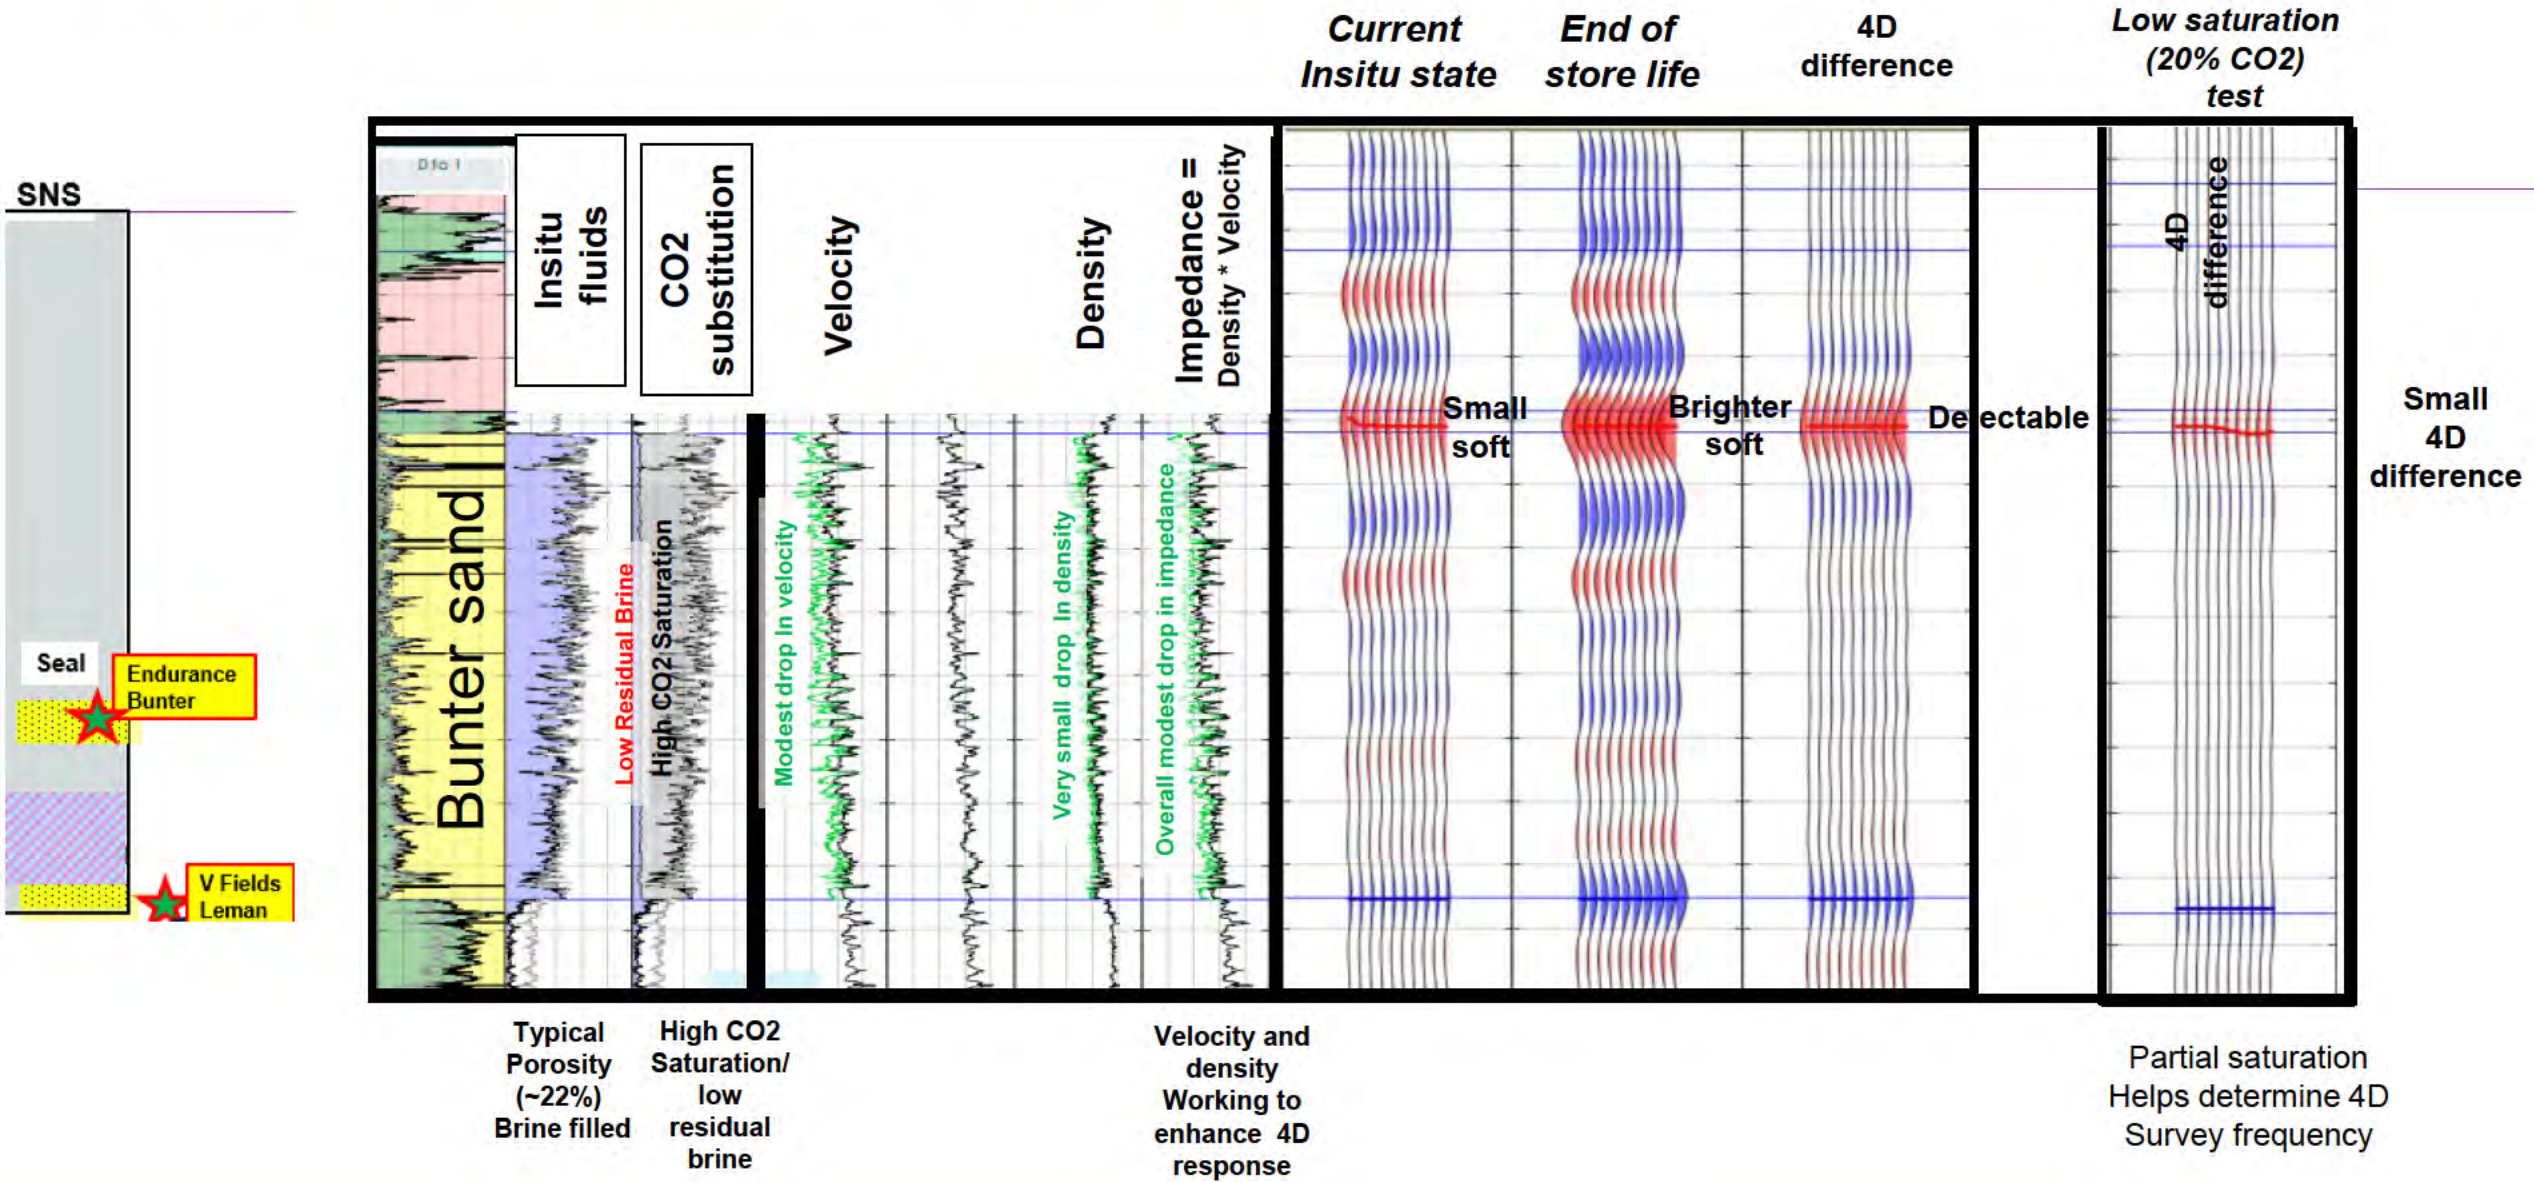 Current
Insitu state
End of
store life
4D
difference
Low saturation
(20% CO2)
test
SNS
Seal
Endurance
Bunter
V Fields
Leman
Insitu
fluids
CO2
substitution
Velocity
Density
Impedance =
Density * Velocity
Bunter sand
Low Residual Brine
High CO2 Saturation
Modest drop In velocity
Very small drop In density
Overall modest drop in impedance
Small
soft
Brighter
soft
Detectable
4D
difference
Small
4D
difference
Typical
Porosity
(~22%)
Brine filled
High CO2
Saturation/
low
residual
brine
Velocity and
density
Working to
enhance 4D
response
Partial saturation
Helps determine 4D
Survey frequency